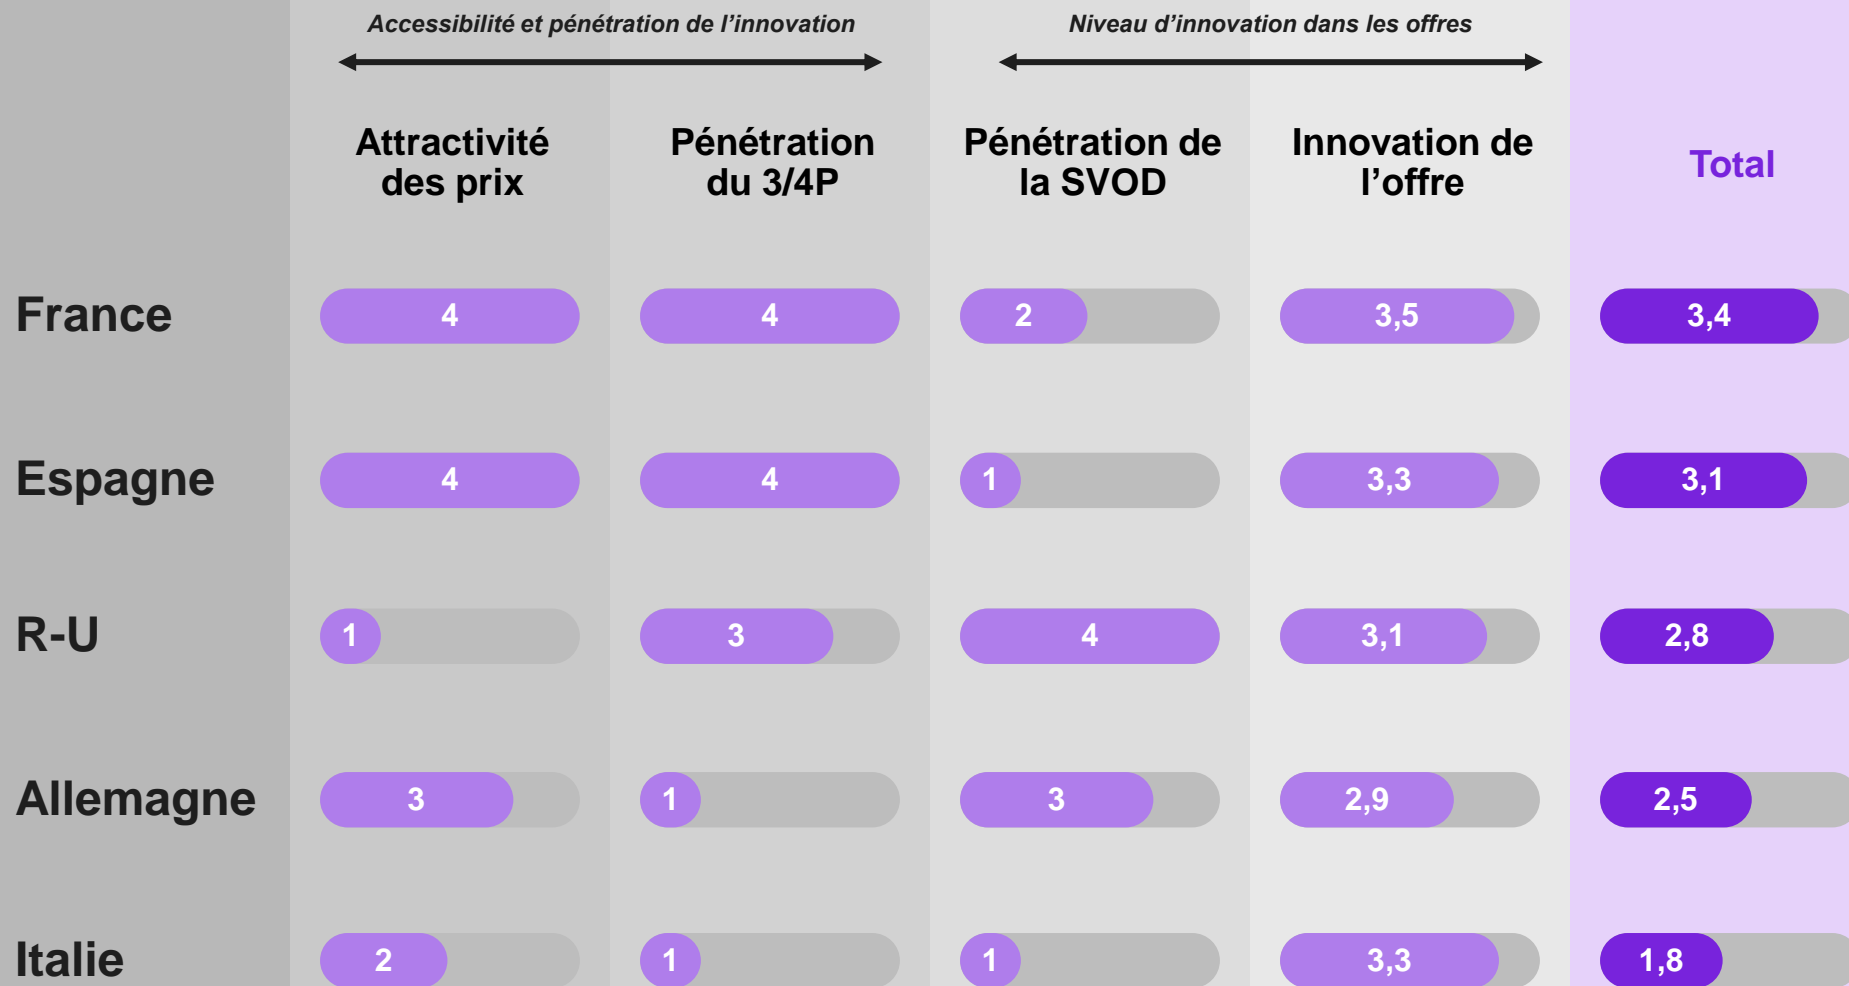 Accessibilité et pénétration de l’innovation
Niveau d’innovation dans les offres
Attractivité
des prix
Pénétration
du 3/4P
Pénétration de
la SVOD
Innovation de
l’offre
Total
France
4
4
2
3,5
3,4
Espagne
4
4
1
3,3
3,1
R-U
1
3
4
3,1
2,8
Allemagne
3
1
3
2,9
2,5
Italie
2
1
1
3,3
1,8